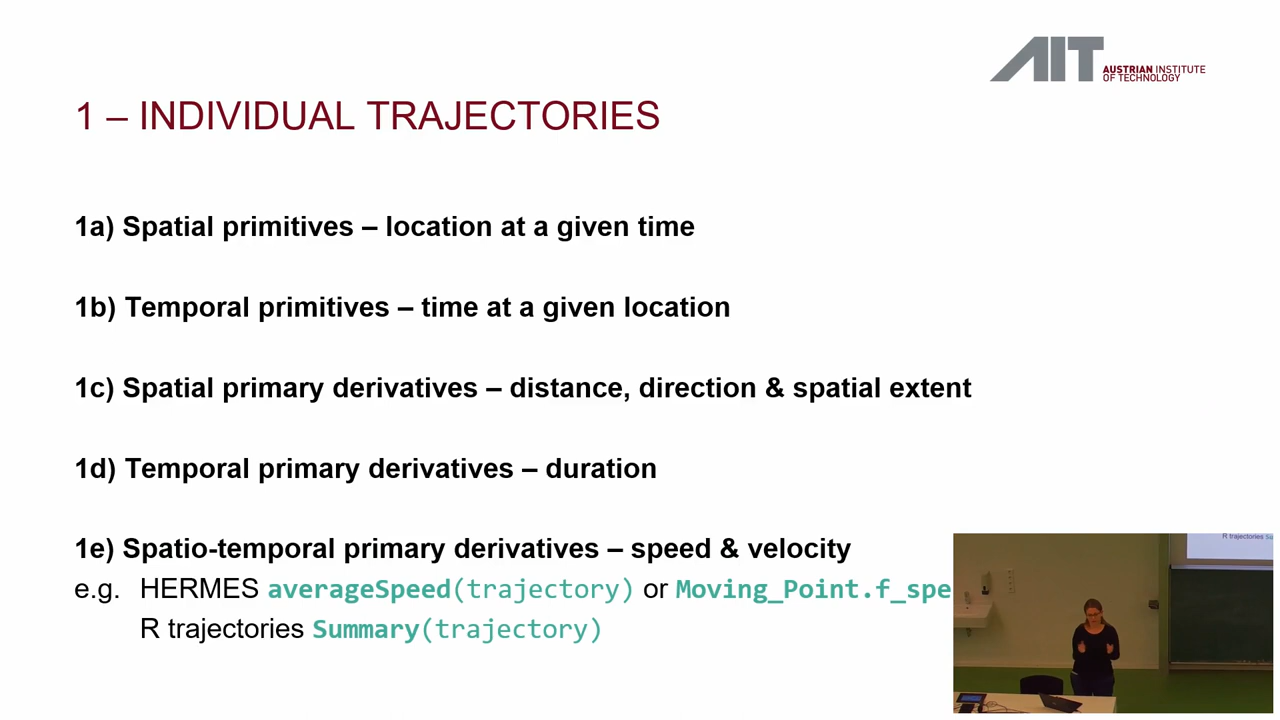 AIT AUSTRIAN INSTITUTE
OF TECHNOLOGY
1 – INDIVIDUAL TRAJECTORIES
1a) Spatial primitives – location at a given time
1b) Temporal primitives – time at a given location
1c) Spatial primary derivatives – distance, direction & spatial extent
1d) Temporal primary derivatives – duration
1e) Spatio-temporal primary derivatives – speed & velocity
e.g. HERMES averageSpeed(trajectory) or Moving_Point.f_spe
R trajectories Summary(trajectory)
R trajectories Su